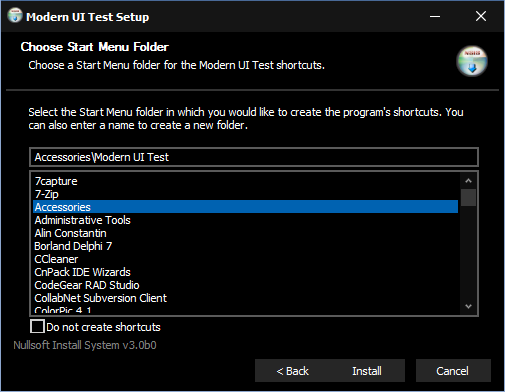 Modern UI Test Setup
Choose Start Menu Folder
Choose a Start Menu folder for the Modern UI Test shortcuts.
Select the Start Menu folder in which you would like to create the program's shortcuts. You
can also enter a name to create a new folder.
Accessories\Modern UI Test
7capture
7-Zip
Accessories
Administrative Tools
Alin Constantin
Borland Delphi 7
CCleaner
CnPack IDE Wizards
CodeGear RAD Studio
CollabNet Subversion Client
ColorPic 4.1
Do not create shortcuts
Nullsoft Install System v3.0b0
< Back
Install
Cancel